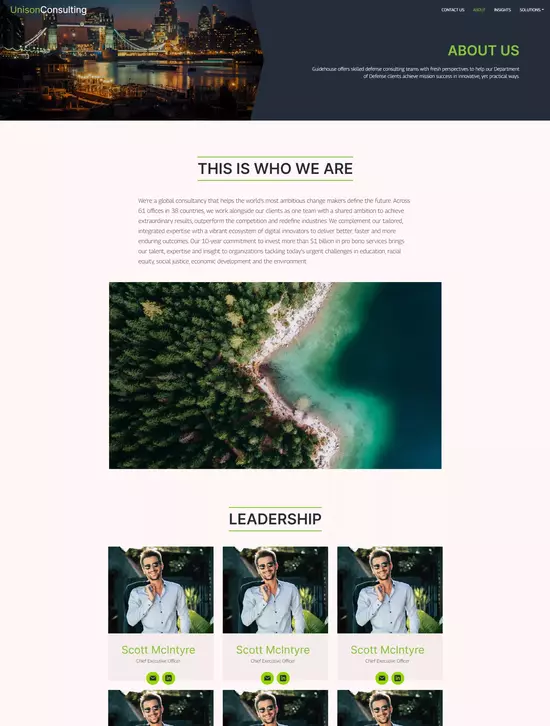 UnisonConsulting
CONTACT US ABOUT INSIGHTS SOLUTIONS
ABOUT US
Guidehouse offers skilled defense consulting teams with fresh perspectives to help our Department
of Defense clients achieve mission success in innovative, yet practical ways.
THIS IS WHO WE ARE
We're a global consultancy that helps the world's most ambitious change makers define the future. Across
61 offices in 38 countries, we work alongside our clients as one team with a shared ambition to achieve
extraordinary results, outperform the competition and redefine industries. We complement our tailored,
integrated expertise with a vibrant ecosystem of digital innovators to deliver better, faster and more
enduring outcomes. Our 10-year commitment to invest more than $1 billion in pro bono services brings
our talent, expertise and insight to organizations tackling today's urgent challenges in education, racial
equity, social justice, economic development and the environment.
LEADERSHIP
Scott McIntyre Scott McIntyre Scott McIntyre
Chief Executive Officer Chief Executive Officer Chief Executive Officer